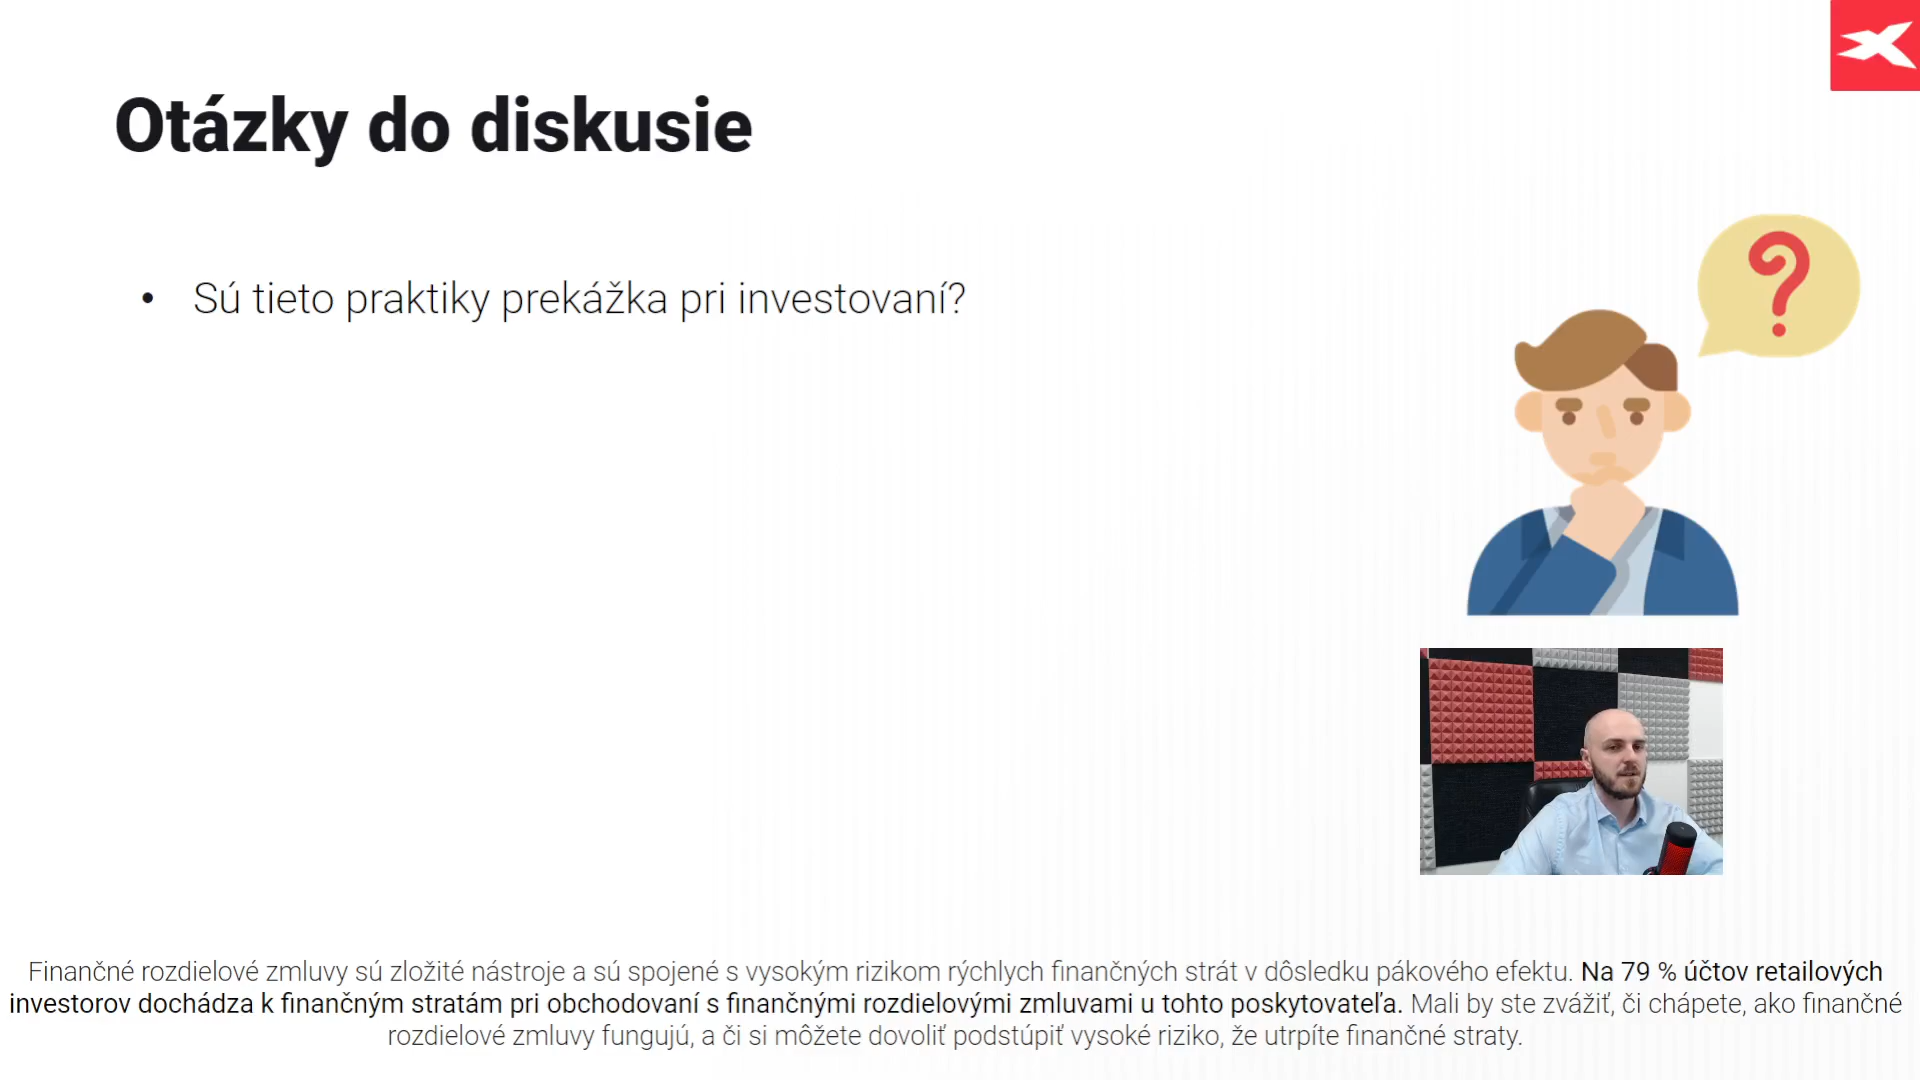 Otázky do diskusie
• Sú tieto praktiky prekážka pri investovaní?
?
Finančné rozdielové zmluvy sú zložité nástroje a sú spojené s vysokým rizikom rýchlych finančných strát v dôsledku pákového efektu. Na 79 % účtov retailových
investorov dochádza k finančným stratám pri obchodovaní s finančnými rozdielovými zmluvami u tohto poskytovateľa. Mali by ste zvážiť, či chápete, ako finančné
rozdielové zmluvy fungujú, a či si môžete dovoliť podstúpiť vysoké riziko, že utrpíte finančné straty.